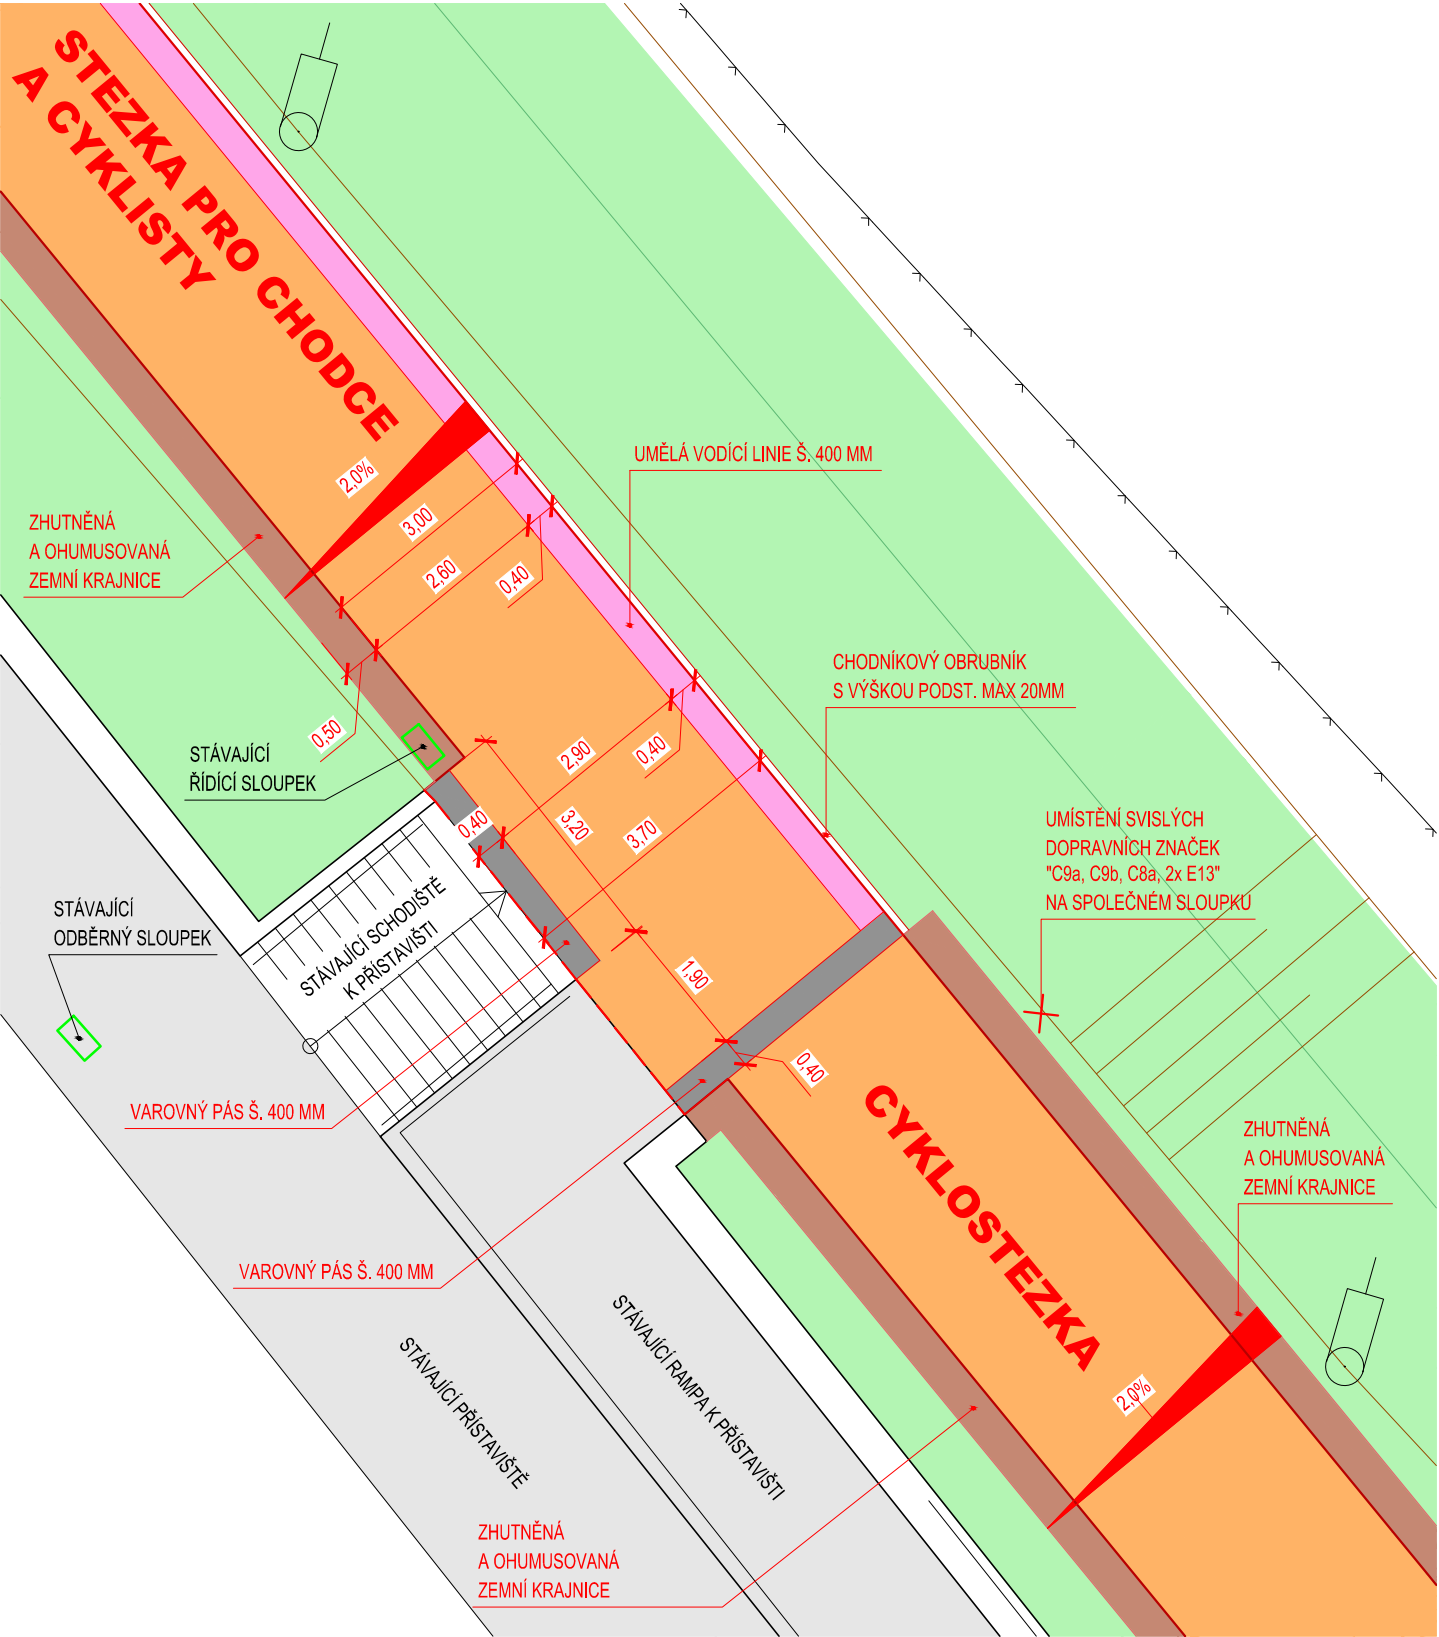 STEZKA PRO CHODCE
A CYKLISTY
2,0%
3,00
2,60
0,40
0,50
UMĚLÁ VODÍCÍ LINIE Š. 400 MM
ZHUTNĚNÁ
A OHUMUSOVANÁ
ZEMNÍ KRAJNICE
CHODNÍKOVÝ OBRUBNÍK
S VÝŠKOU PODST. MAX 20MM
STÁVAJÍCÍ
ŘÍDÍCÍ SLOUPEK
2,90
0,40
0,40
3,20
3,70
UMÍSTĚNÍ SVISLÝCH
DOPRAVNÍCH ZNAČEK
"C9a, C9b, C8a, 2x E13"
NA SPOLEČNÉM SLOUPKU
STÁVAJÍCÍ
ODBĚRNÝ SLOUPEK
STÁVAJÍCÍ SCHODIŠTĚ
K PŘÍSTAVIŠTI
1,90
0,40
VAROVNÝ PÁS Š. 400 MM
CYKLOSTEZKA
ZHUTNĚNÁ
A OHUMUSOVANÁ
ZEMNÍ KRAJNICE
VAROVNÝ PÁS Š. 400 MM
STÁVAJÍCÍ PŘÍSTAVIŠTĚ
STÁVAJÍCÍ RAMPA K PŘÍSTAVIŠTI
2,0%
ZHUTNĚNÁ
A OHUMUSOVANÁ
ZEMNÍ KRAJNICE